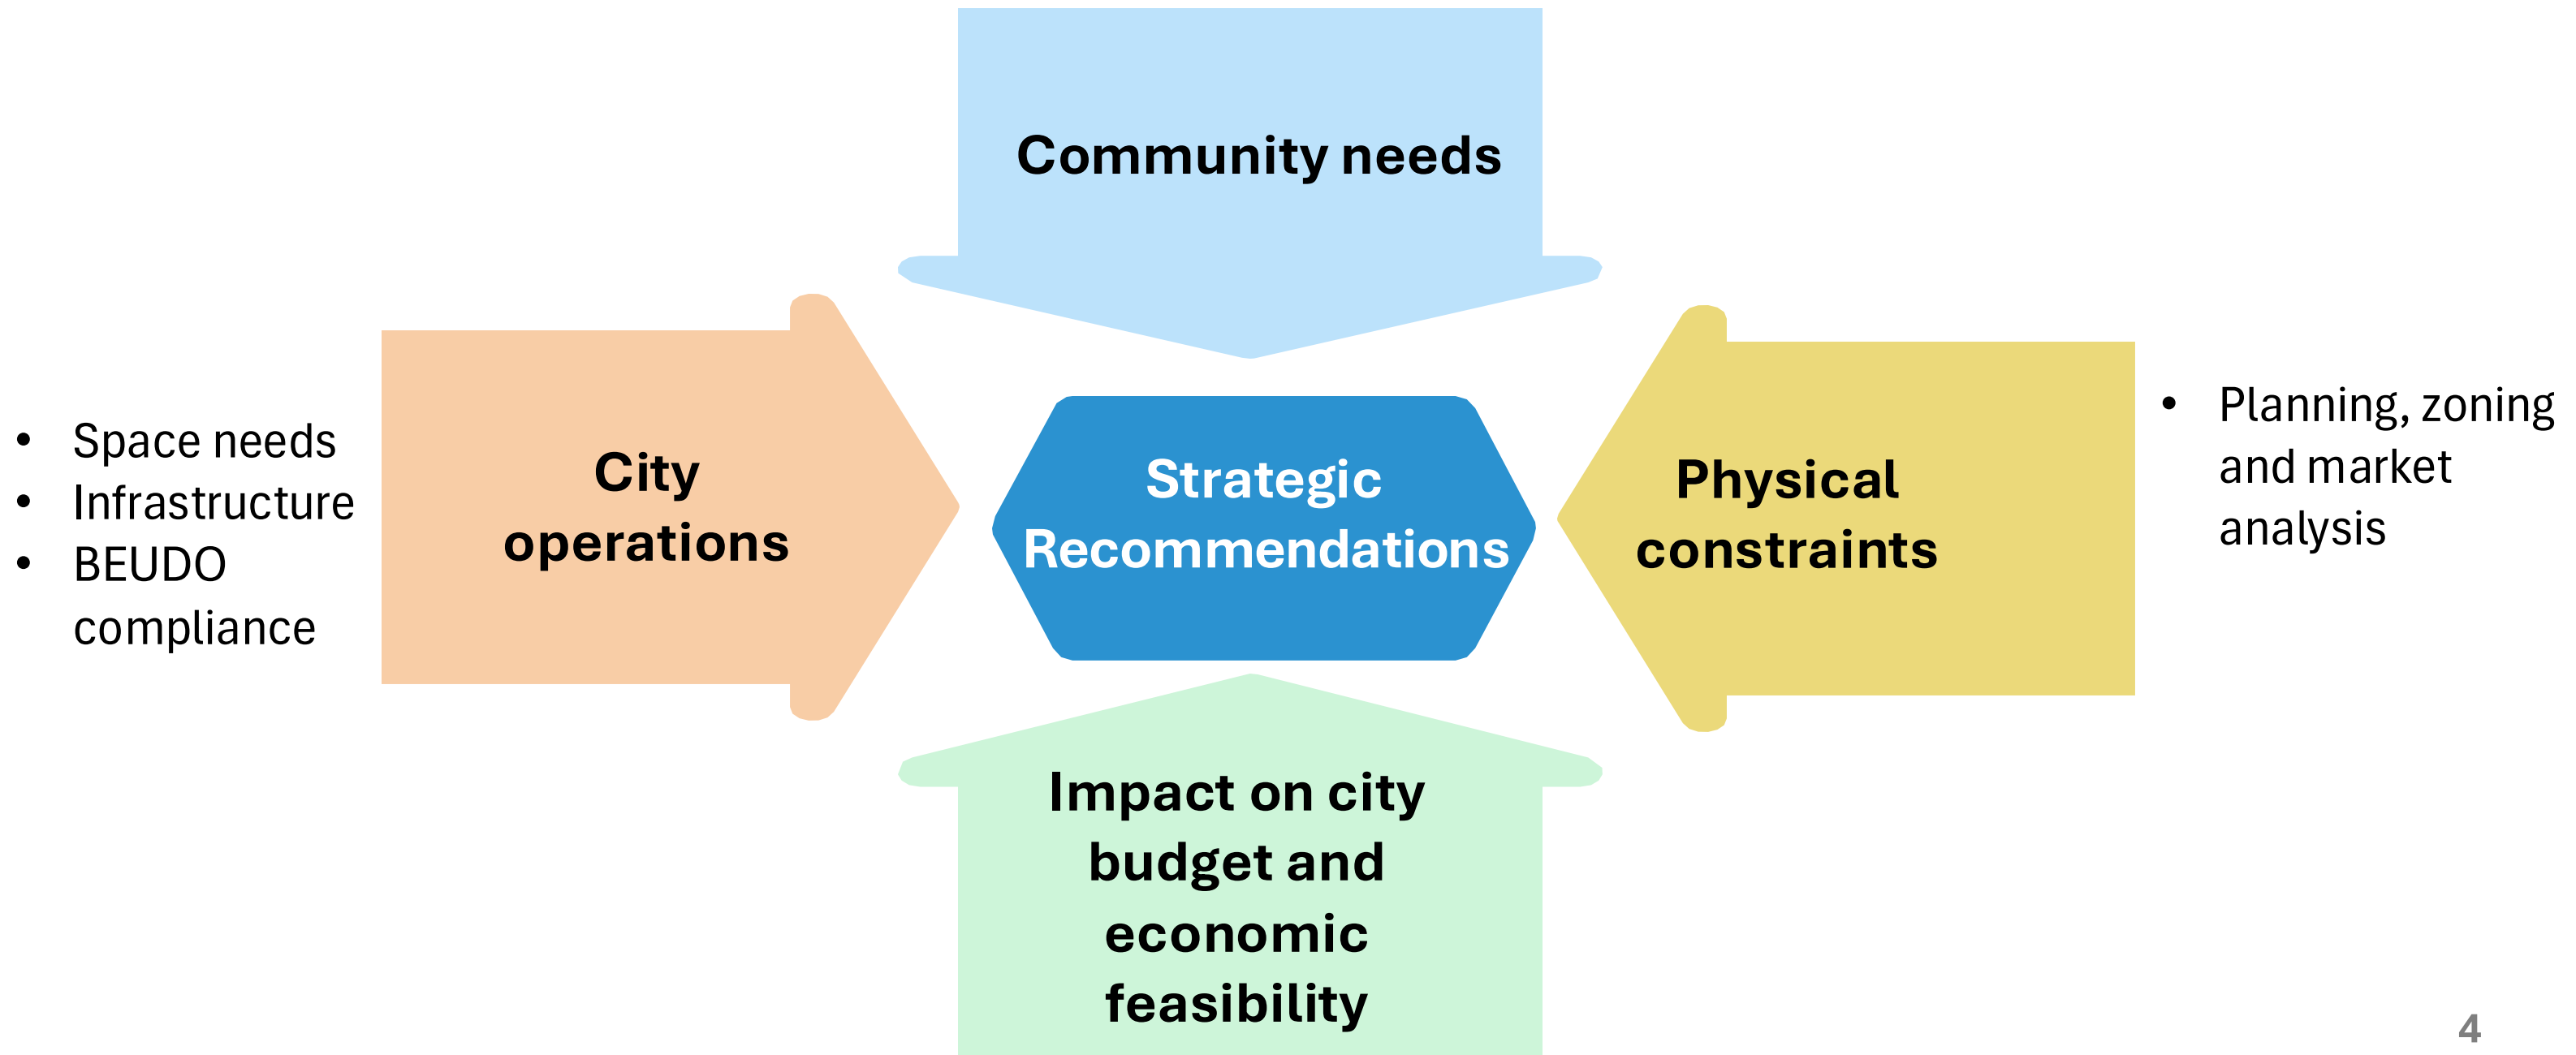 Community needs
• Space needs
• Infrastructure
• BEUDO
compliance
City
operations
Strategic
Recommendations
Physical
constraints
• Planning, zoning
and market
analysis
Impact on city
budget and
economic
feasibility
4